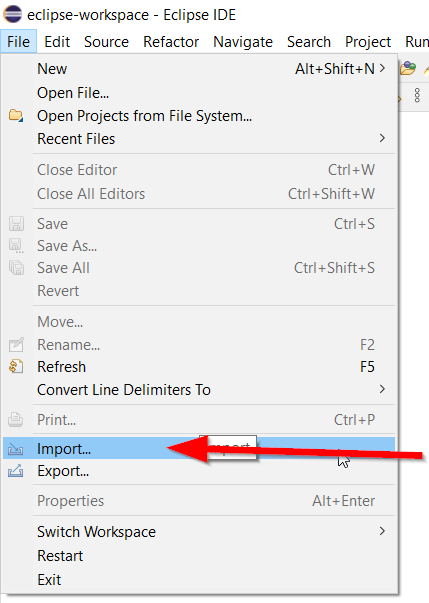 eclipse-workspace - Eclipse IDE
File Edit Source Refactor Navigate Search Project Run
New Alt+Shift+N
Open File...
Open Projects from File System...
Recent Files
Close Editor Ctrl+W
Close All Editors Ctrl+Shift+W
Save Ctrl+S
Save As...
Save All Ctrl+Shift+S
Revert
Move...
Rename... F2
Refresh F5
Convert Line Delimiters To
Print... Ctrl+P
Import... Import
Export...
Properties Alt+Enter
Switch Workspace
Restart
Exit